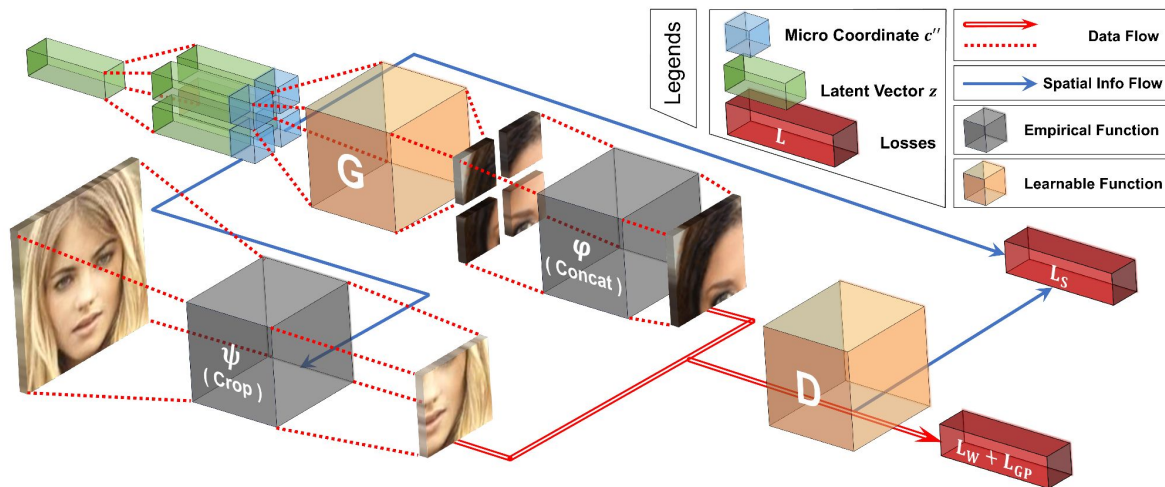 Legends
Micro Coordinate c″
Latent Vector z
L
Losses
Data Flow
Spatial Info Flow
Empirical Function
Learnable Function
G
φ
( Concat )
ψ
( Crop )
D
L_S
L_W + L_GP